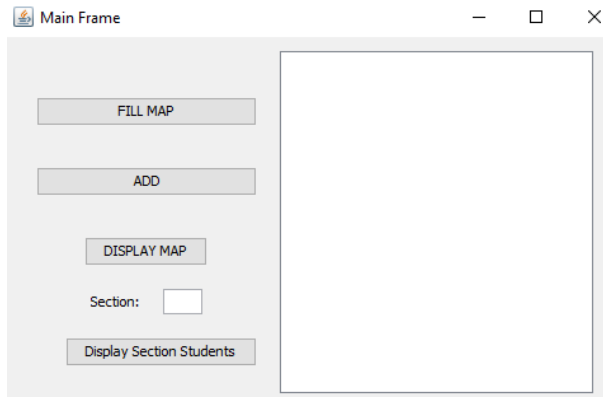 Main Frame
FILL MAP
ADD
DISPLAY MAP
Section:
Display Section Students